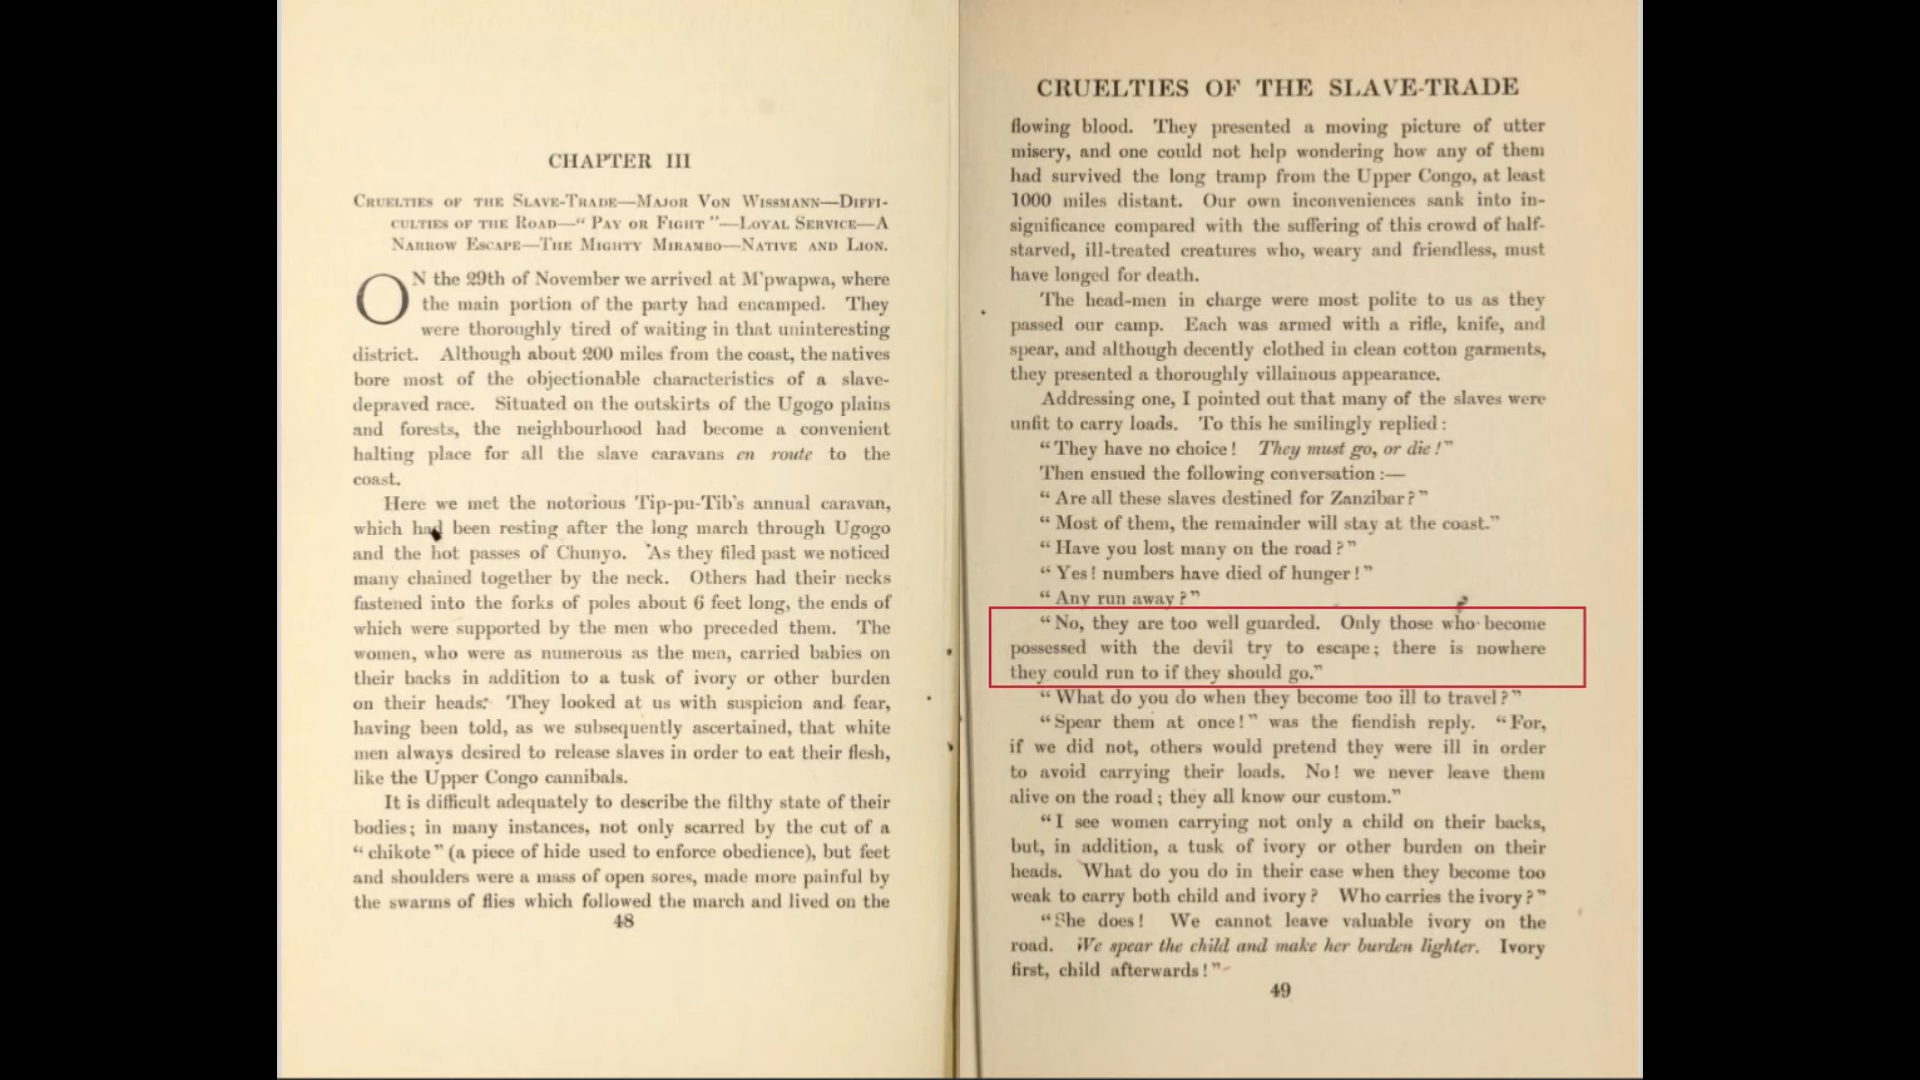 CHAPTER III
CRUELTIES OF THE SLAVE-TRADE—MAJOR VON WISSMANN—DIFFI-
CULTIES OF THE ROAD—“PAY OR FIGHT”—LOYAL SERVICE—A
NARROW ESCAPE—THE MIGHTY MIRAMBO—NATIVE AND LION.
ON the 29th of November we arrived at M'pwapwa, where
the main portion of the party had encamped. They
were thoroughly tired of waiting in that uninteresting
district. Although about 200 miles from the coast, the natives
bore most of the objectionable characteristics of a slave-
depraved race. Situated on the outskirts of the Ugogo plains
and forests, the neighbourhood had become a convenient
halting place for all the slave caravans en route to the
coast.
Here we met the notorious Tip-pu-Tib's annual caravan,
which had been resting after the long march through Ugogo
and the hot passes of Chunyo. As they filed past we noticed
many chained together by the neck. Others had their necks
fastened into the forks of poles about 6 feet long, the ends of
which were supported by the men who preceded them. The
women, who were as numerous as the men, carried babies on
their backs in addition to a tusk of ivory or other burden
on their heads. They looked at us with suspicion and fear,
having been told, as we subsequently ascertained, that white
men always desired to release slaves in order to eat their flesh,
like the Upper Congo cannibals.
It is difficult adequately to describe the filthy state of their
bodies; in many instances, not only scarred by the cut of a
“chikote” (a piece of hide used to enforce obedience), but feet
and shoulders were a mass of open sores, made more painful by
the swarms of flies which followed the march and lived on the
48
CRUELTIES OF THE SLAVE-TRADE
flowing blood. They presented a moving picture of utter
misery, and one could not help wondering how any of them
had survived the long tramp from the Upper Congo, at least
1000 miles distant. Our own inconveniences sank into in-
significance compared with the suffering of this crowd of half-
starved, ill-treated creatures who, weary and friendless, must
have longed for death.
The head-men in charge were most polite to us as they
passed our camp. Each was armed with a rifle, knife, and
spear, and although decently clothed in clean cotton garments,
they presented a thoroughly villainous appearance.
Addressing one, I pointed out that many of the slaves were
unfit to carry loads. To this he smilingly replied:
“They have no choice! They must go, or die!”
Then ensued the following conversation:—
“Are all these slaves destined for Zanzibar?”
“Most of them, the remainder will stay at the coast.”
“Have you lost many on the road?”
“Yes! numbers have died of hunger!”
“Any run away?”
“No, they are too well guarded. Only those who become
possessed with the devil try to escape; there is nowhere
they could run to if they should go.”
“What do you do when they become too ill to travel?”
“Spear them at once!” was the fiendish reply. “For,
if we did not, others would pretend they were ill in order
to avoid carrying their loads. No! we never leave them
alive on the road; they all know our custom.”
“I see women carrying not only a child on their backs,
but, in addition, a tusk of ivory or other burden on their
heads. What do you do in their case when they become too
weak to carry both child and ivory? Who carries the ivory?”
“She does! We cannot leave valuable ivory on the
road. We spear the child and make her burden lighter. Ivory
first, child afterwards!”
49